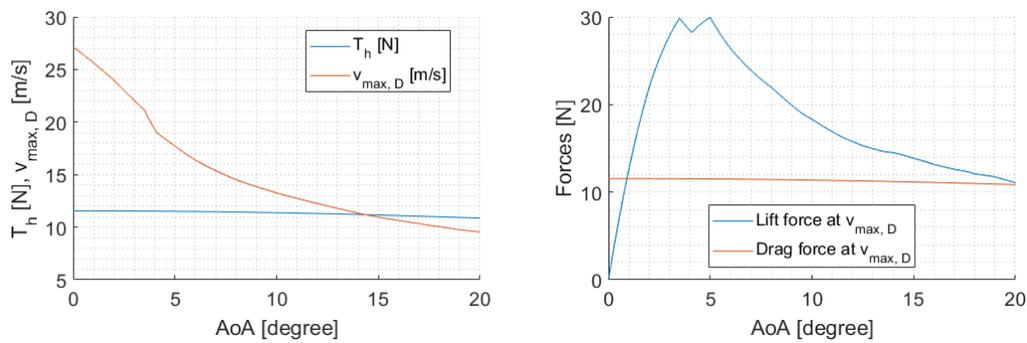 30
25
20
15
10
5
T_h [N], v_max, D [m/s]
T_h [N]
v_max, D [m/s]
0 5 10 15 20
AoA [degree]
30
20
10
0
Forces [N]
Lift force at v_max, D
Drag force at v_max, D
0 5 10 15 20
AoA [degree]